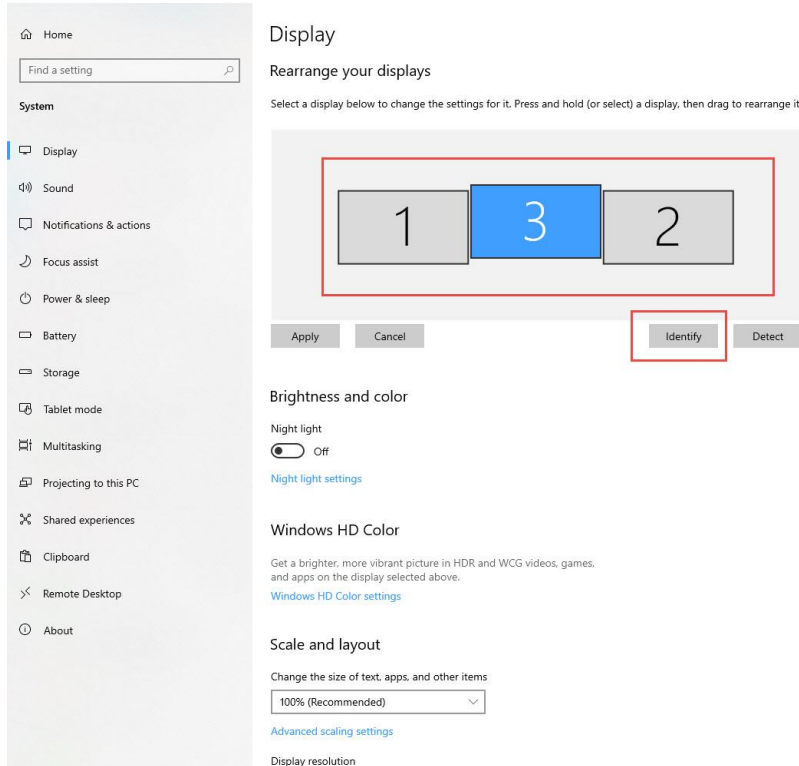 Home
Find a setting
System
Display
Sound
Notifications & actions
Focus assist
Power & sleep
Battery
Storage
Tablet mode
Multitasking
Projecting to this PC
Shared experiences
Clipboard
Remote Desktop
About
Display
Rearrange your displays
Select a display below to change the settings for it. Press and hold (or select) a display, then drag to rearrange it
1 3 2
Apply Cancel Identify Detect
Brightness and color
Night light
Off
Night light settings
Windows HD Color
Get a brighter, more vibrant picture in HDR and WCG videos, games,
and apps on the display selected above.
Windows HD Color settings
Scale and layout
Change the size of text, apps, and other items
100% (Recommended)
Advanced scaling settings
Display resolution